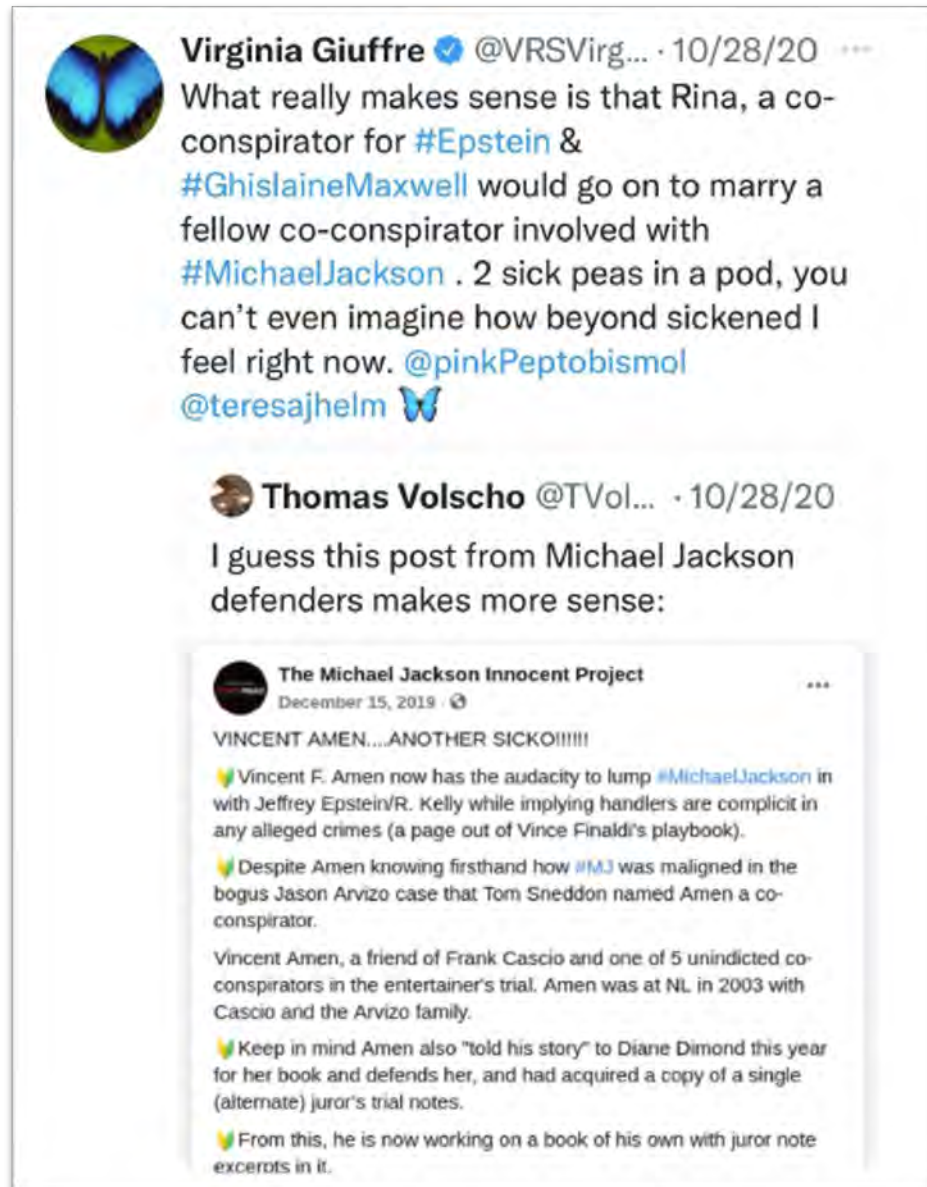 Virginia Giuffre @VRSVirg... · 10/28/20 ...
What really makes sense is that Rina, a co-
conspirator for #Epstein &
#GhislaineMaxwell would go on to marry a
fellow co-conspirator involved with
#MichaelJackson . 2 sick peas in a pod, you
can't even imagine how beyond sickened I
feel right now. @pinkPeptobismol
@teresajhelm
Thomas Volscho @TVol... · 10/28/20
I guess this post from Michael Jackson
defenders makes more sense:
The Michael Jackson Innocent Project
...
December 15, 2019 ·
VINCENT AMEN....ANOTHER SICKO!!!!!!
Vincent F. Amen now has the audacity to lump #MichaelJackson in
with Jeffrey Epstein/R. Kelly while implying handlers are complicit in
any alleged crimes (a page out of Vince Finaldi's playbook).
Despite Amen knowing firsthand how #MJ was maligned in the
bogus Jason Arvizo case that Tom Sneddon named Amen a co-
conspirator.
Vincent Amen, a friend of Frank Cascio and one of 5 unindicted co-
conspirators in the entertainer's trial. Amen was at NL in 2003 with
Cascio and the Arvizo family.
Keep in mind Amen also "told his story" to Diane Dimond this year
for her book and defends her, and had acquired a copy of a single
(alternate) juror's trial notes.
From this, he is now working on a book of his own with juror note
excerpts in it.